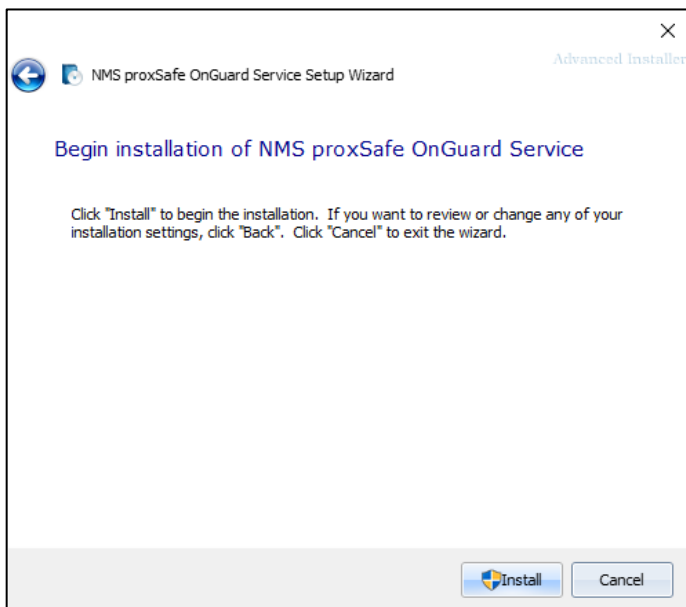 Advanced Installer
NMS proxSafe OnGuard Service Setup Wizard
Begin installation of NMS proxSafe OnGuard Service
Click "Install" to begin the installation.  If you want to review or change any of your
installation settings, click "Back".  Click "Cancel" to exit the wizard.
Install
Cancel